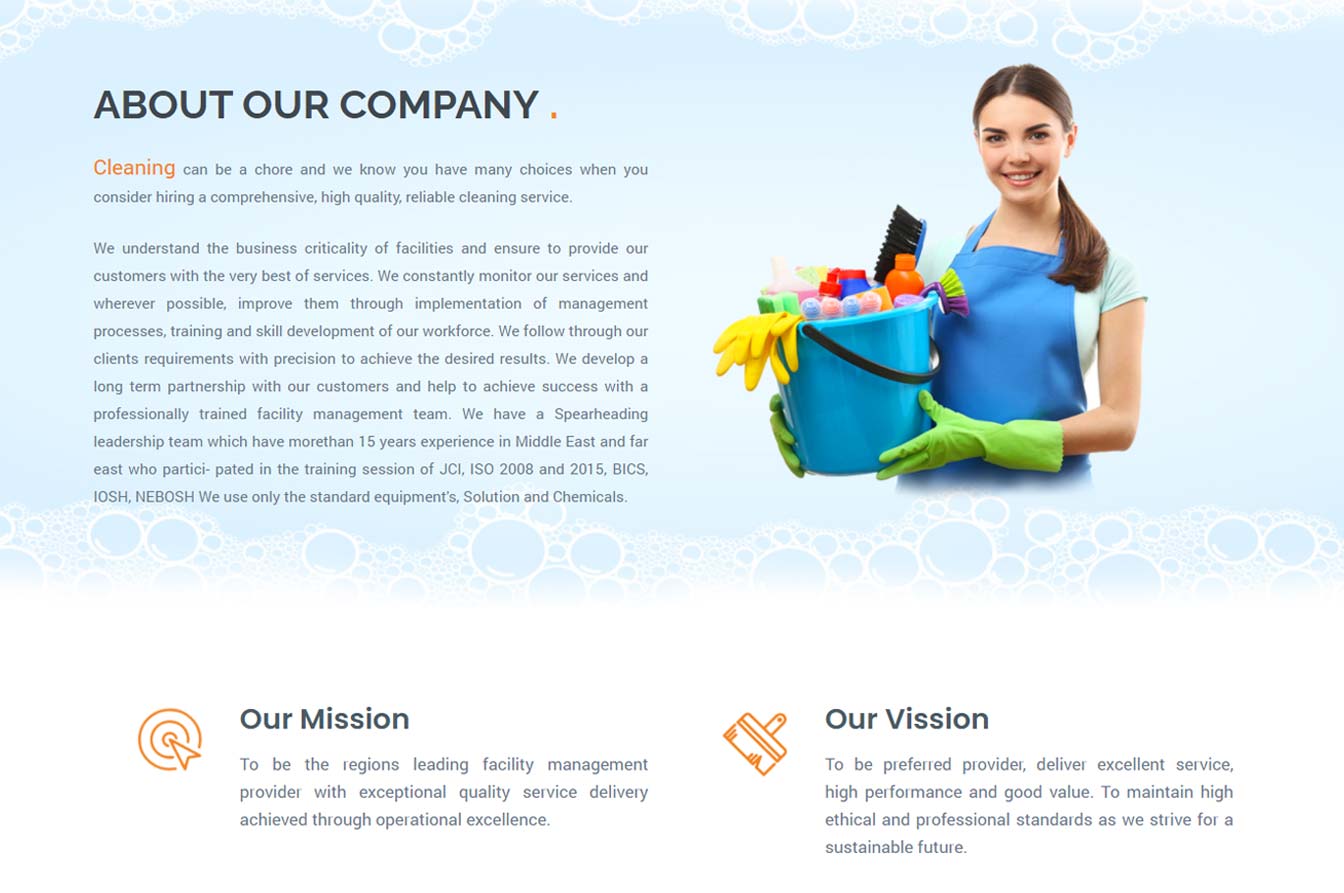 ABOUT OUR COMPANY .
Cleaning can be a chore and we know you have many choices when you
consider hiring a comprehensive, high quality, reliable cleaning service.
We understand the business criticality of facilities and ensure to provide our
customers with the very best of services. We constantly monitor our services and
wherever possible, improve them through implementation of management
processes, training and skill development of our workforce. We follow through our
clients requirements with precision to achieve the desired results. We develop a
long term partnership with our customers and help to achieve success with a
professionally trained facility management team. We have a Spearheading
leadership team which have morethan 15 years experience in Middle East and far
east who partici- pated in the training session of JCI, ISO 2008 and 2015, BICS,
IOSH, NEBOSH We use only the standard equipment's, Solution and Chemicals.
Our Mission
To be the regions leading facility management
provider with exceptional quality service delivery
achieved through operational excellence.
Our Vission
To be preferred provider, deliver excellent service,
high performance and good value. To maintain high
ethical and professional standards as we strive for a
sustainable future.